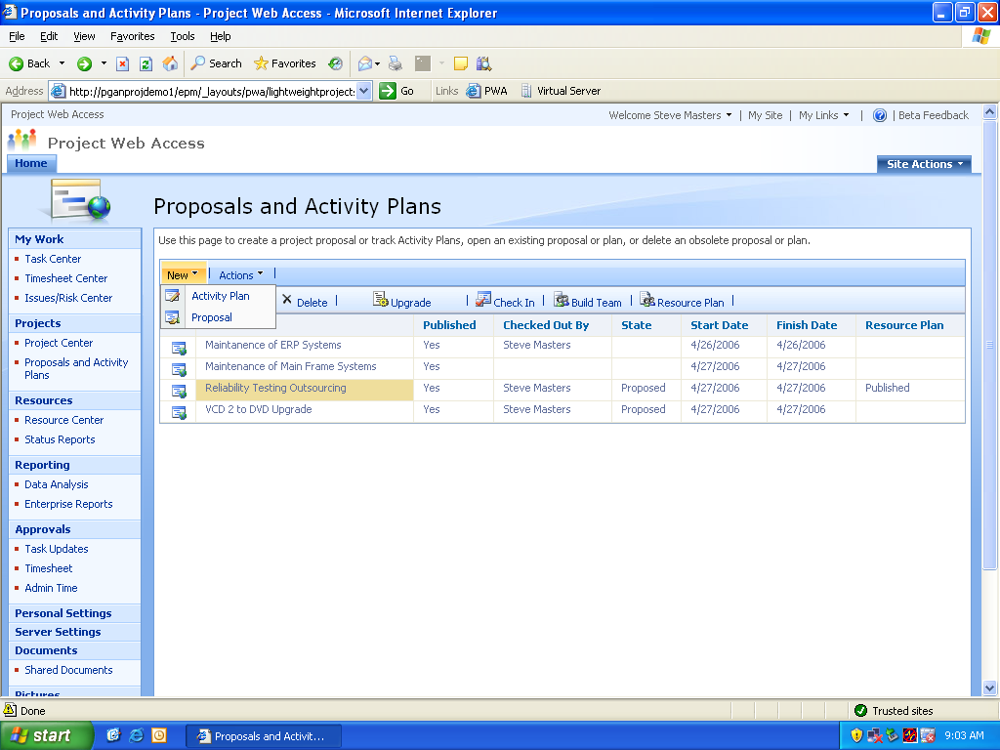 Proposals and Activity Plans - Project Web Access - Microsoft Internet Explorer
File Edit View Favorites Tools Help
Back Search Favorites
Address http://pganprojdemo1/epm/_layouts/pwa/lightweightproject: Go Links PWA Virtual Server
Project Web Access Welcome Steve Masters | My Site | My Links | | Beta Feedback
Project Web Access
Home Site Actions
Proposals and Activity Plans
Use this page to create a project proposal or track Activity Plans, open an existing proposal or plan, or delete an obsolete proposal or plan.
New | Actions |
Activity Plan
Proposal
Delete | Upgrade | Check In | Build Team | Resource Plan |
Published Checked Out By State Start Date Finish Date Resource Plan
Maintanence of ERP Systems Yes Steve Masters 4/26/2006 4/26/2006
Maintenance of Main Frame Systems Yes 4/27/2006 4/27/2006
Reliability Testing Outsourcing Yes Steve Masters Proposed 4/27/2006 4/27/2006 Published
VCD 2 to DVD Upgrade Yes Steve Masters Proposed 4/27/2006 4/27/2006
My Work
Task Center
Timesheet Center
Issues/Risk Center
Projects
Project Center
Proposals and Activity
Plans
Resources
Resource Center
Status Reports
Reporting
Data Analysis
Enterprise Reports
Approvals
Task Updates
Timesheet
Admin Time
Personal Settings
Server Settings
Documents
Shared Documents
Pictures
Done Trusted sites
start Proposals and Activit... 9:03 AM